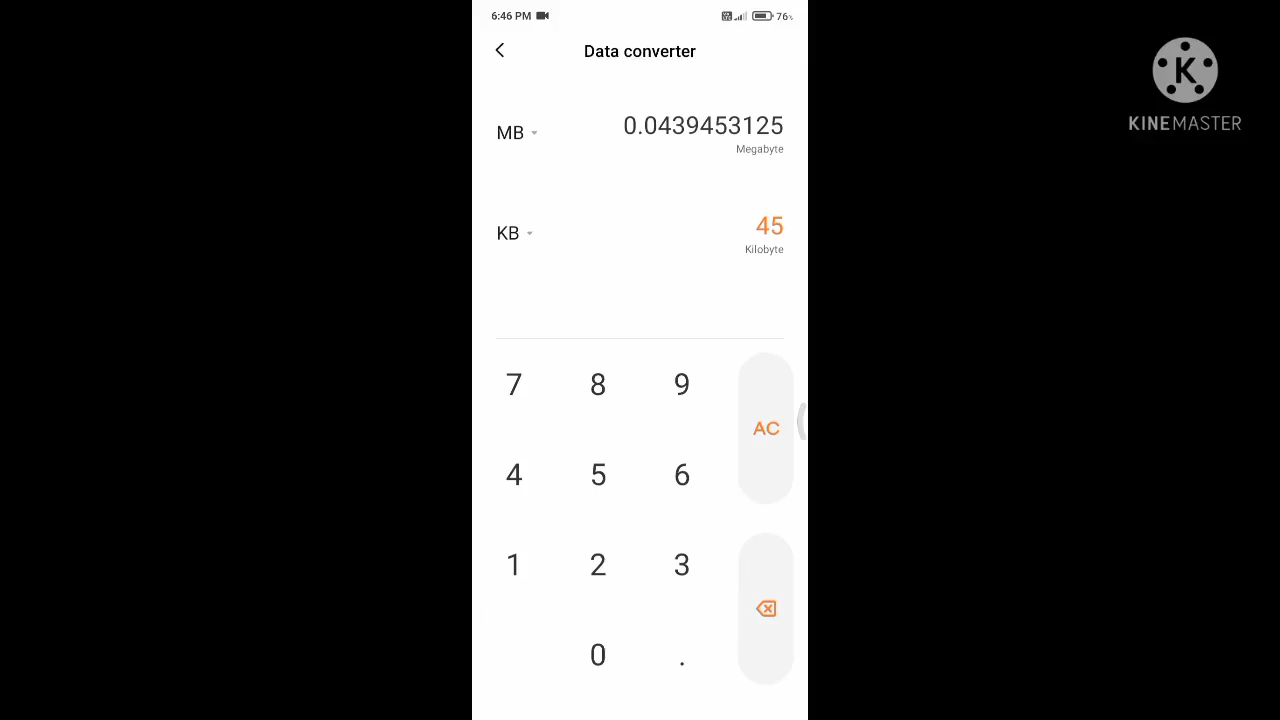 6:46 PM 76%
Data converter
MB 0.0439453125
Megabyte
KB 45
Kilobyte
7 8 9
AC
4 5 6
1 2 3
0 .
K
KINEMASTER